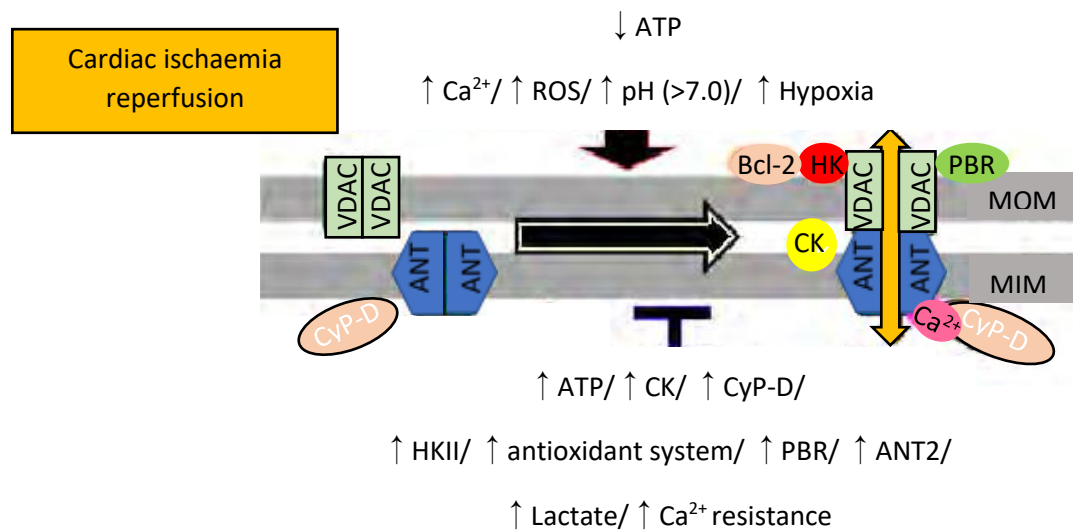 ↓ ATP
Cardiac ischaemia
reperfusion
↑ Ca²⁺/ ↑ ROS/ ↑ pH (>7.0)/ ↑ Hypoxia
VDAC
VDAC
Bcl-2
HK
VDAC
VDAC
PBR
MOM
CK
ANT
ANT
ANT
ANT
MIM
CyP-D
Ca²⁺
CyP-D
↑ ATP/ ↑ CK/ ↑ CyP-D/
↑ HKII/ ↑ antioxidant system/ ↑ PBR/ ↑ ANT2/
↑ Lactate/ ↑ Ca²⁺ resistance